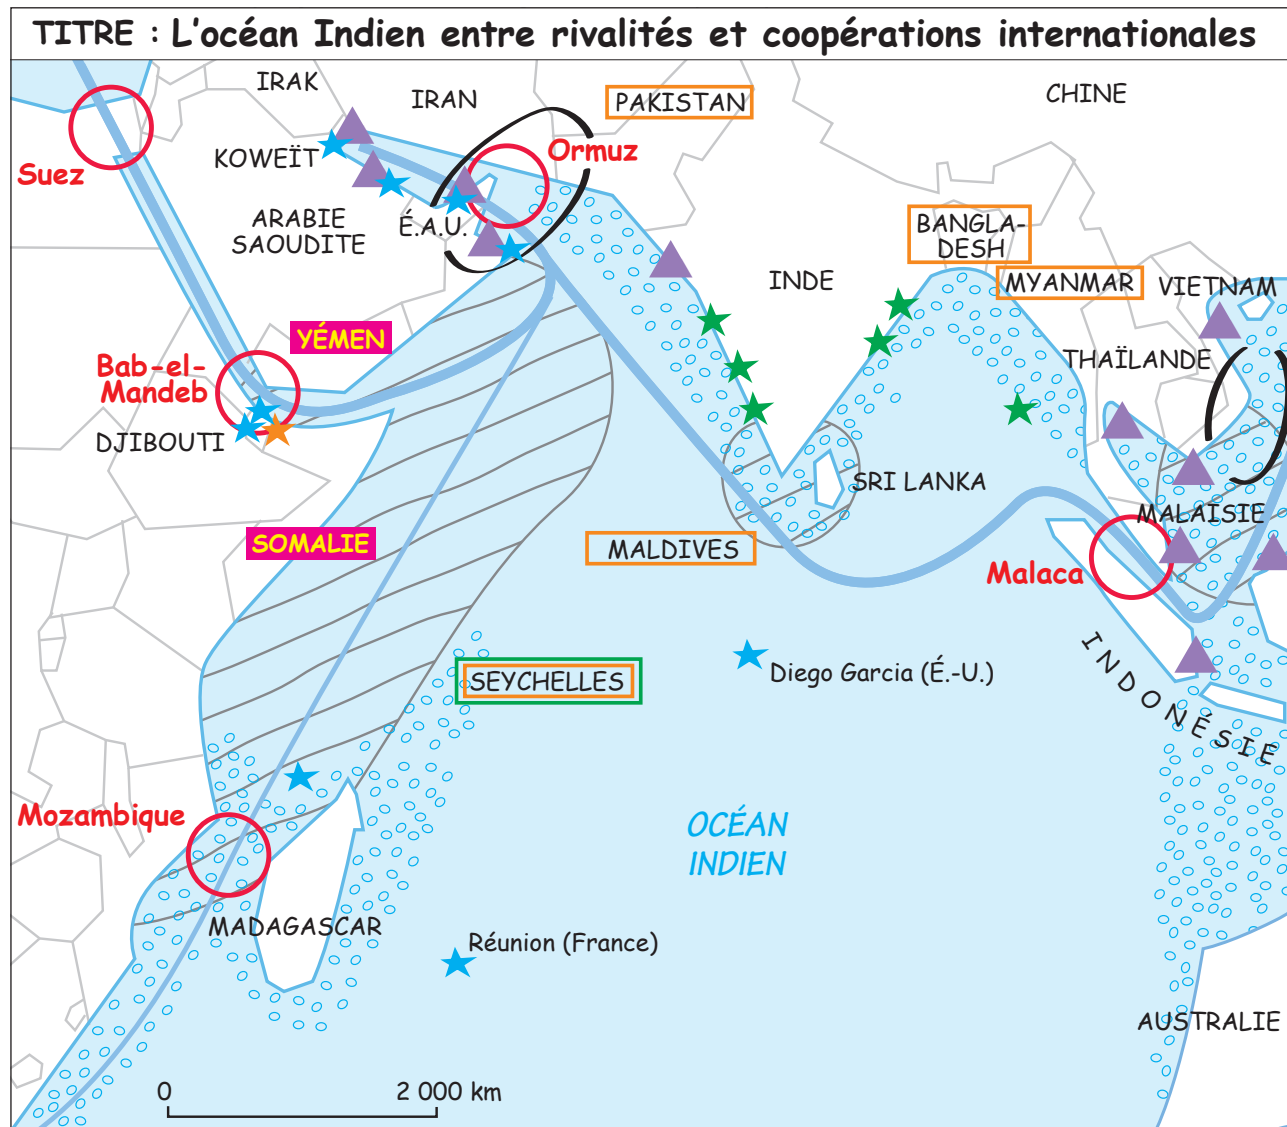 TITRE : L'océan Indien entre rivalités et coopérations internationales
IRAK
IRAN
PAKISTAN
CHINE
Suez
KOWEÏT
Ormuz
ARABIE
SAOUDITE
É.A.U.
INDE
BANGLA-
DESH
MYANMAR
VIETNAM
YÉMEN
THAÏLANDE
Bab-el-
Mandeb
DJIBOUTI
SRI LANKA
MALAISIE
SOMALIE
MALDIVES
Malaca
SEYCHELLES
Diego Garcia (É.-U.)
INDONÉSIE
Mozambique
OCÉAN
INDIEN
MADAGASCAR
Réunion (France)
AUSTRALIE
0 2 000 km